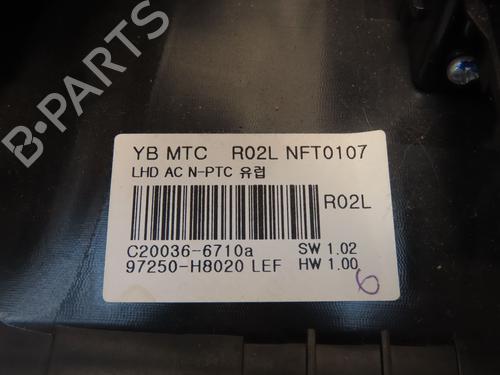 B-PARTS
YB MTC R02L NFT0107
LHD AC N-PTC 유럽
R02L
C20036-6710a SW 1.02
97250-H8020 LEF HW 1.00
6